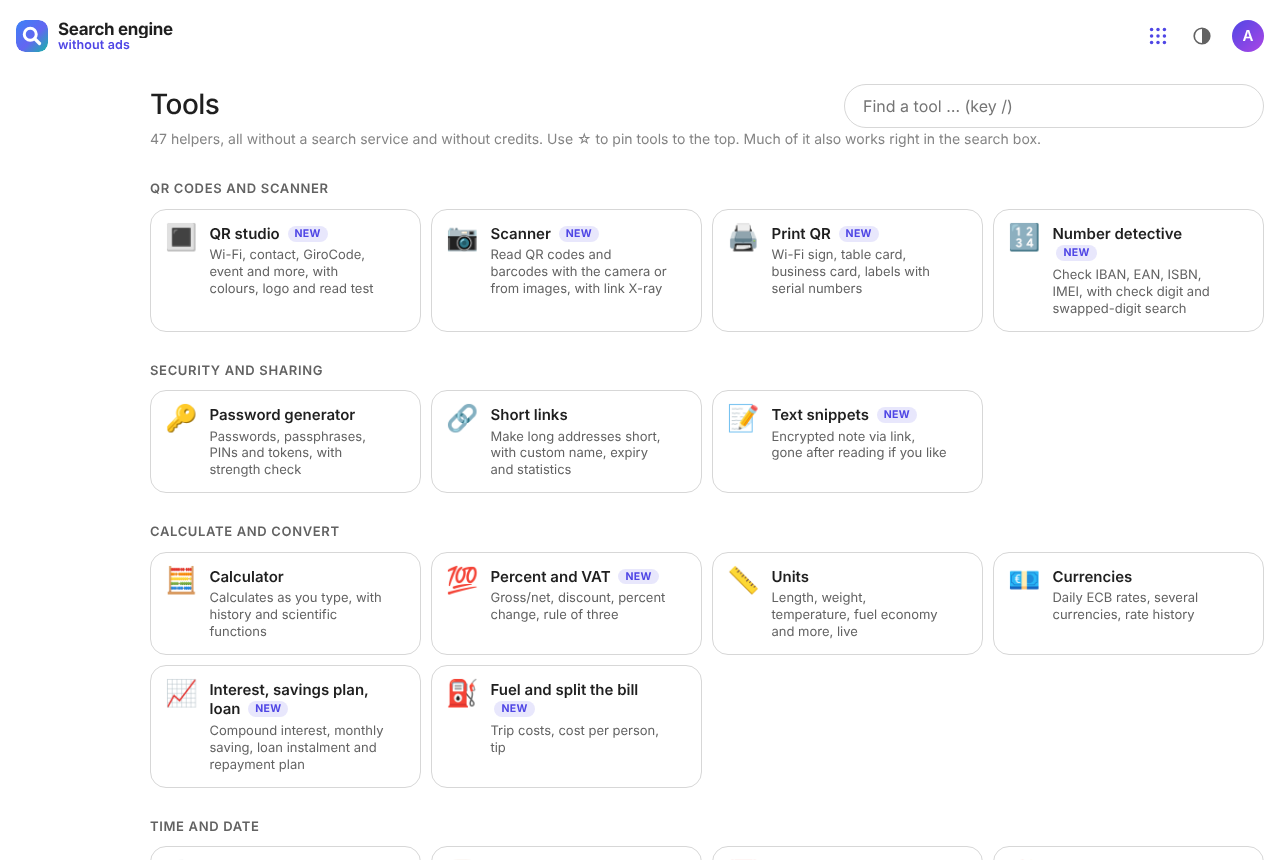 Search engine
without ads
A
Tools
Find a tool ... (key /)
47 helpers, all without a search service and without credits. Use ☆ to pin tools to the top. Much of it also works right in the search box.
QR CODES AND SCANNER
QR studio NEW
Wi-Fi, contact, GiroCode,
event and more, with
colours, logo and read test
Scanner NEW
Read QR codes and
barcodes with the camera or
from images, with link X-ray
Print QR NEW
Wi-Fi sign, table card,
business card, labels with
serial numbers
Number detective
NEW
Check IBAN, EAN, ISBN,
IMEI, with check digit and
swapped-digit search
SECURITY AND SHARING
Password generator
Passwords, passphrases,
PINs and tokens, with
strength check
Short links
Make long addresses short,
with custom name, expiry
and statistics
Text snippets NEW
Encrypted note via link,
gone after reading if you like
CALCULATE AND CONVERT
Calculator
Calculates as you type, with
history and scientific
functions
Percent and VAT NEW
Gross/net, discount, percent
change, rule of three
Units
Length, weight,
temperature, fuel economy
and more, live
Currencies
Daily ECB rates, several
currencies, rate history
Interest, savings plan,
loan NEW
Compound interest, monthly
saving, loan instalment and
repayment plan
Fuel and split the bill
NEW
Trip costs, cost per person,
tip
TIME AND DATE